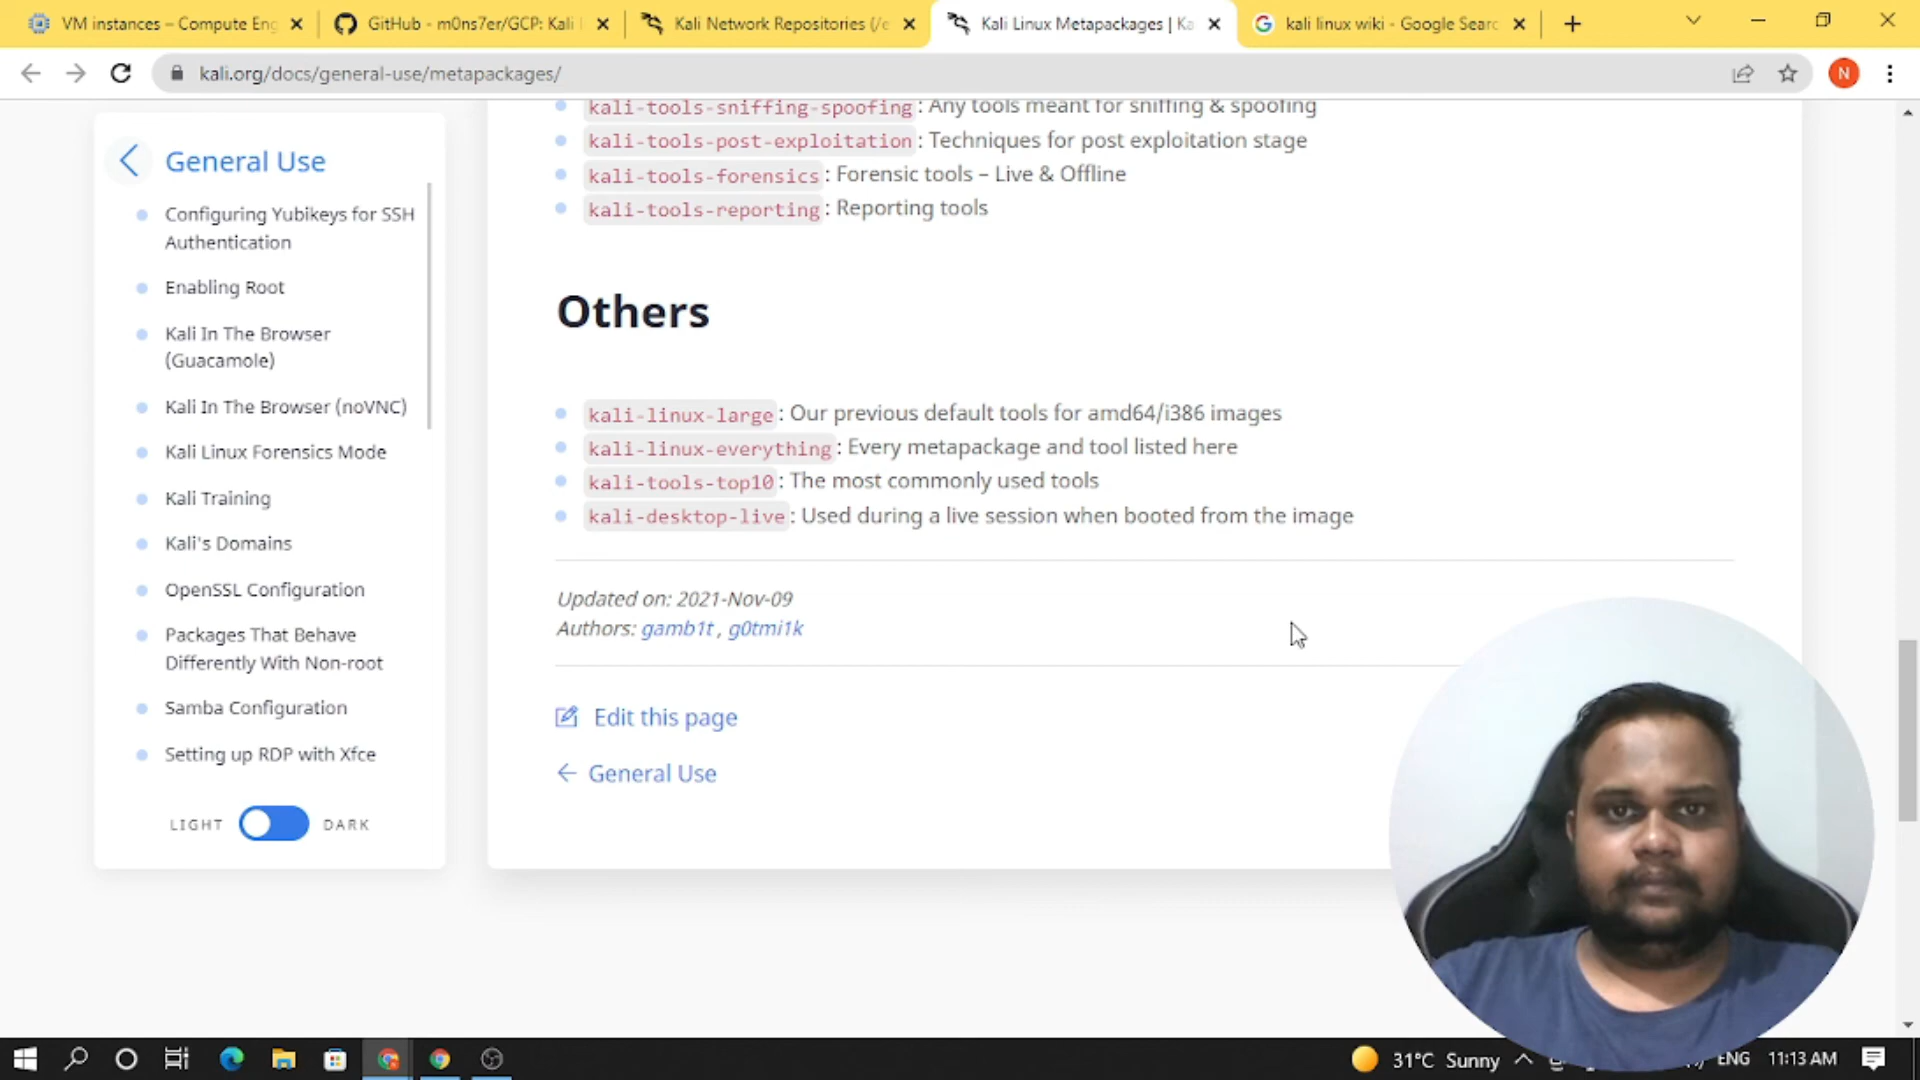 VM instances – Compute Eng
GitHub - m0ns7er/GCP: Kali
Kali Network Repositories (/e
Kali Linux Metapackages | Ka
kali linux wiki - Google Searc
kali.org/docs/general-use/metapackages/
N
General Use
Configuring Yubikeys for SSH
Authentication
Enabling Root
Kali In The Browser
(Guacamole)
Kali In The Browser (noVNC)
Kali Linux Forensics Mode
Kali Training
Kali's Domains
OpenSSL Configuration
Packages That Behave
Differently With Non-root
Samba Configuration
Setting up RDP with Xfce
LIGHT DARK
kali-tools-sniffing-spoofing: Any tools meant for sniffing & spoofing
kali-tools-post-exploitation: Techniques for post exploitation stage
kali-tools-forensics: Forensic tools – Live & Offline
kali-tools-reporting: Reporting tools
Others
kali-linux-large: Our previous default tools for amd64/i386 images
kali-linux-everything: Every metapackage and tool listed here
kali-tools-top10: The most commonly used tools
kali-desktop-live: Used during a live session when booted from the image
Updated on: 2021-Nov-09
Authors: gamb1t, g0tmi1k
Edit this page
← General Use
31°C Sunny ENG 11:13 AM